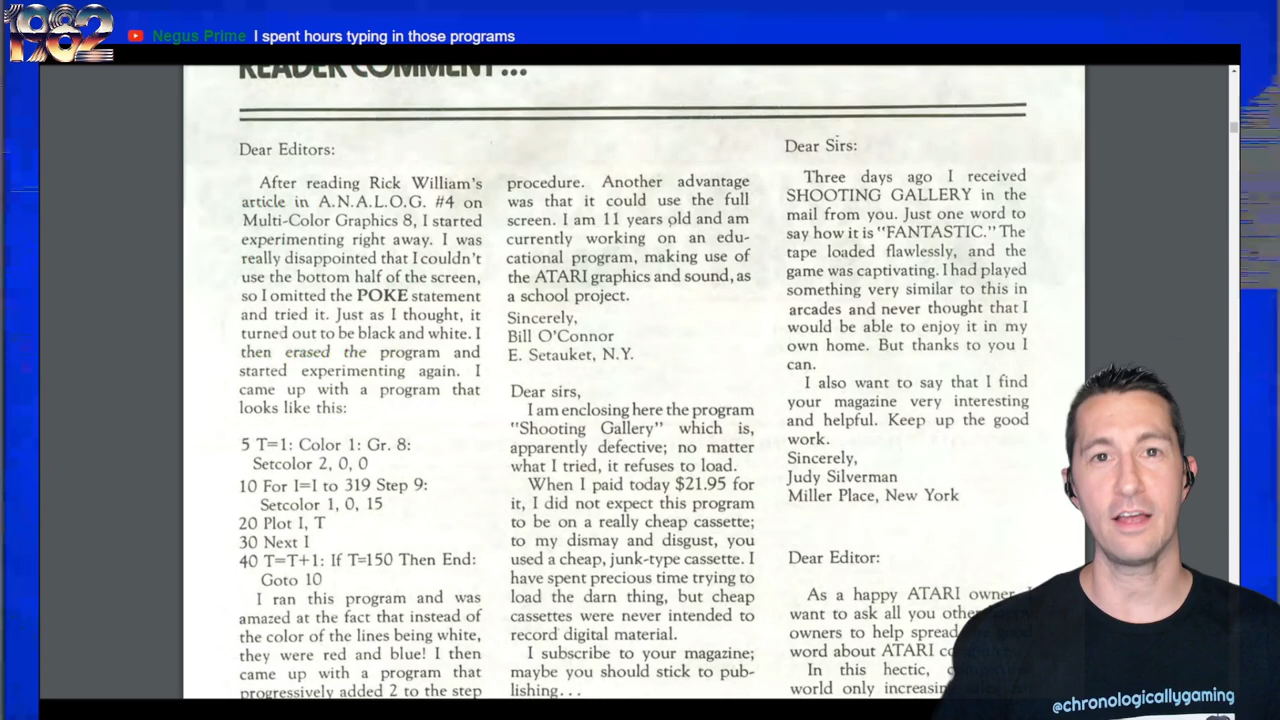 1982
Negus Prime I spent hours typing in those programs
READER COMMENT...
Dear Editors:
After reading Rick William's
article in A.N.A.L.O.G. #4 on
Multi-Color Graphics 8, I started
experimenting right away. I was
really disappointed that I couldn't
use the bottom half of the screen,
so I omitted the POKE statement
and tried it. Just as I thought, it
turned out to be black and white. I
then erased the program and
started experimenting again. I
came up with a program that
looks like this:
5 T=1: Color 1: Gr. 8:
Setcolor 2, 0, 0
10 For I=I to 319 Step 9:
Setcolor 1, 0, 15
20 Plot I, T
30 Next I
40 T=T+1: If T=150 Then End:
Goto 10
I ran this program and was
amazed at the fact that instead of
the color of the lines being white,
they were red and blue! I then
came up with a program that
progressively added 2 to the step
procedure. Another advantage
was that it could use the full
screen. I am 11 years old and am
currently working on an edu-
cational program, making use of
the ATARI graphics and sound, as
a school project.
Sincerely,
Bill O'Connor
E. Setauket, N.Y.
Dear sirs,
I am enclosing here the program
"Shooting Gallery" which is,
apparently defective; no matter
what I tried, it refuses to load.
When I paid today $21.95 for
it, I did not expect this program
to be on a really cheap cassette;
to my dismay and disgust, you
used a cheap, junk-type cassette. I
have spent precious time trying to
load the darn thing, but cheap
cassettes were never intended to
record digital material.
I subscribe to your magazine;
maybe you should stick to pub-
lishing...
Dear Sirs:
Three days ago I received
SHOOTING GALLERY in the
mail from you. Just one word to
say how it is "FANTASTIC." The
tape loaded flawlessly, and the
game was captivating. I had played
something very similar to this in
arcades and never thought that I
would be able to enjoy it in my
own home. But thanks to you I
can.
I also want to say that I find
your magazine very interesting
and helpful. Keep up the good
work.
Sincerely,
Judy Silverman
Miller Place, New York
Dear Editor:
As a happy ATARI owner, I
want to ask all you other
owners to help spread
word about ATARI
In this hectic,
world only increasing
@chronologicallygaming